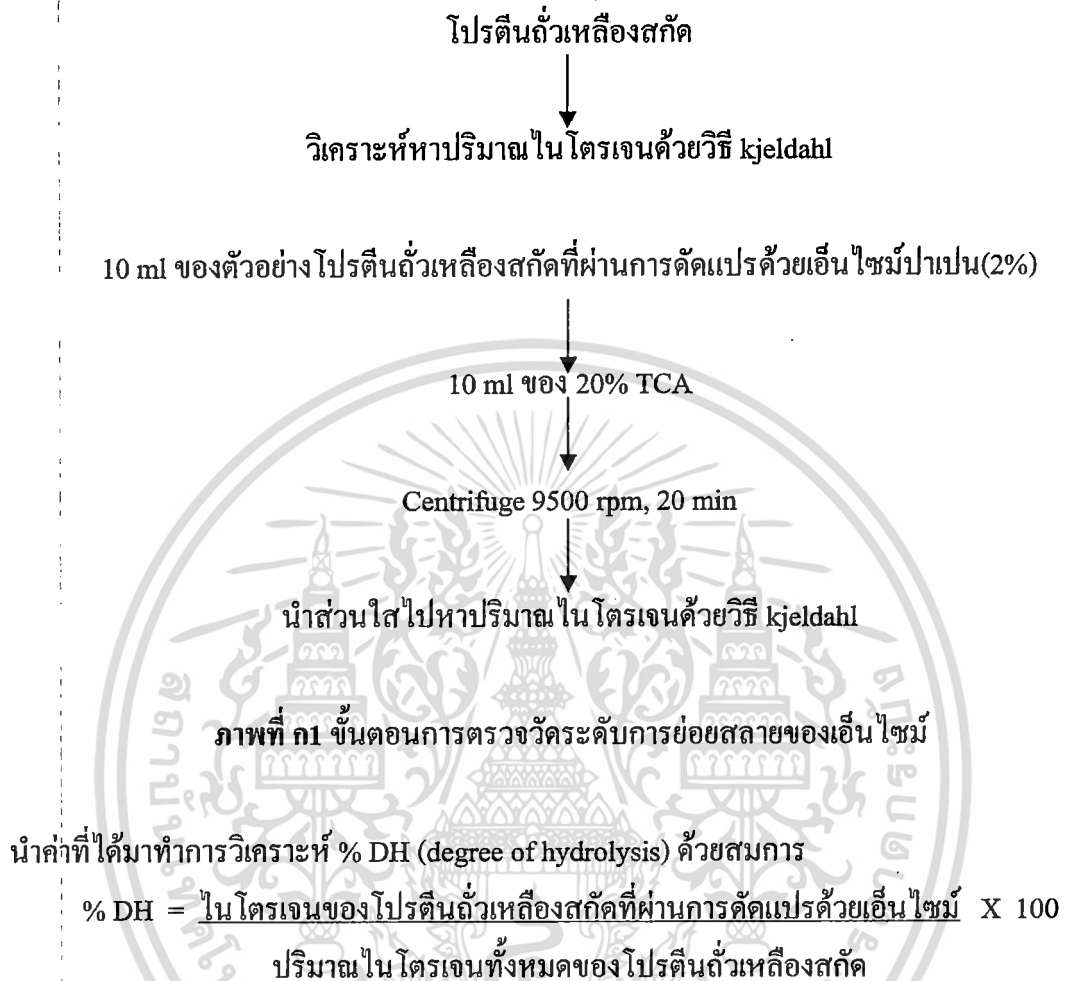 โปรตีนถั่วเหลืองสกัด
วิเคราะห์หาปริมาณไนโตรเจนด้วยวิธี kjeldahl
10 ml ของตัวอย่างโปรตีนถั่วเหลืองสกัดที่ผ่านการดัดแปรด้วยเอ็นไซม์ปาเปน(2%)
10 ml ของ 20% TCA
Centrifuge 9500 rpm, 20 min
นำส่วนใสไปหาปริมาณไนโตรเจนด้วยวิธี kjeldahl
ภาพที่ ก1 ขั้นตอนการตรวจวัดระดับการย่อยสลายของเอ็นไซม์
นำค่าที่ได้มาทำการวิเคราะห์ % DH (degree of hydrolysis) ด้วยสมการ
% DH = ไนโตรเจนของโปรตีนถั่วเหลืองสกัดที่ผ่านการดัดแปรด้วยเอ็นไซม์ X 100
ปริมาณไนโตรเจนทั้งหมดของโปรตีนถั่วเหลืองสกัด